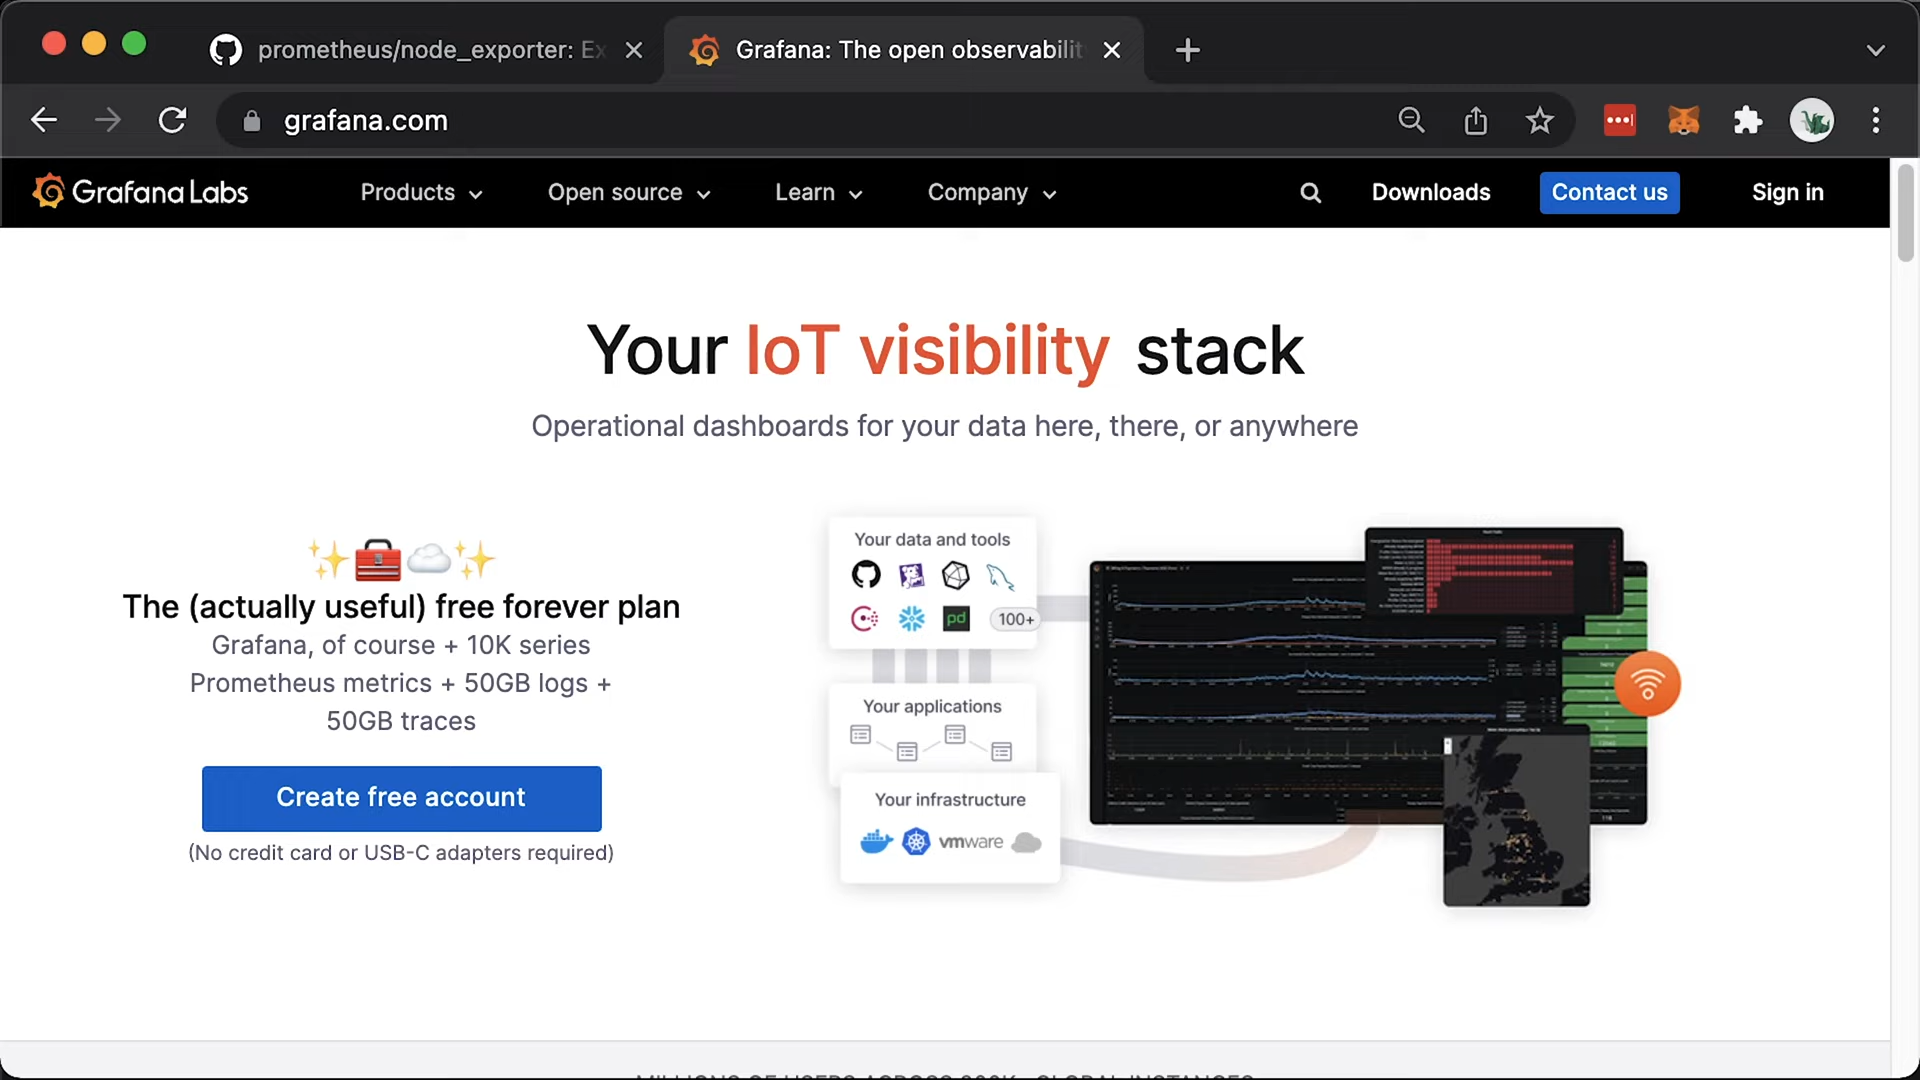 prometheus/node_exporter: Ex
Grafana: The open observabilit
grafana.com
Grafana Labs
Products
Open source
Learn
Company
Downloads
Contact us
Sign in
Your IoT visibility stack
Operational dashboards for your data here, there, or anywhere
The (actually useful) free forever plan
Grafana, of course + 10K series
Prometheus metrics + 50GB logs +
50GB traces
Create free account
(No credit card or USB-C adapters required)
Your data and tools
pd
100+
Your applications
Your infrastructure
vmware